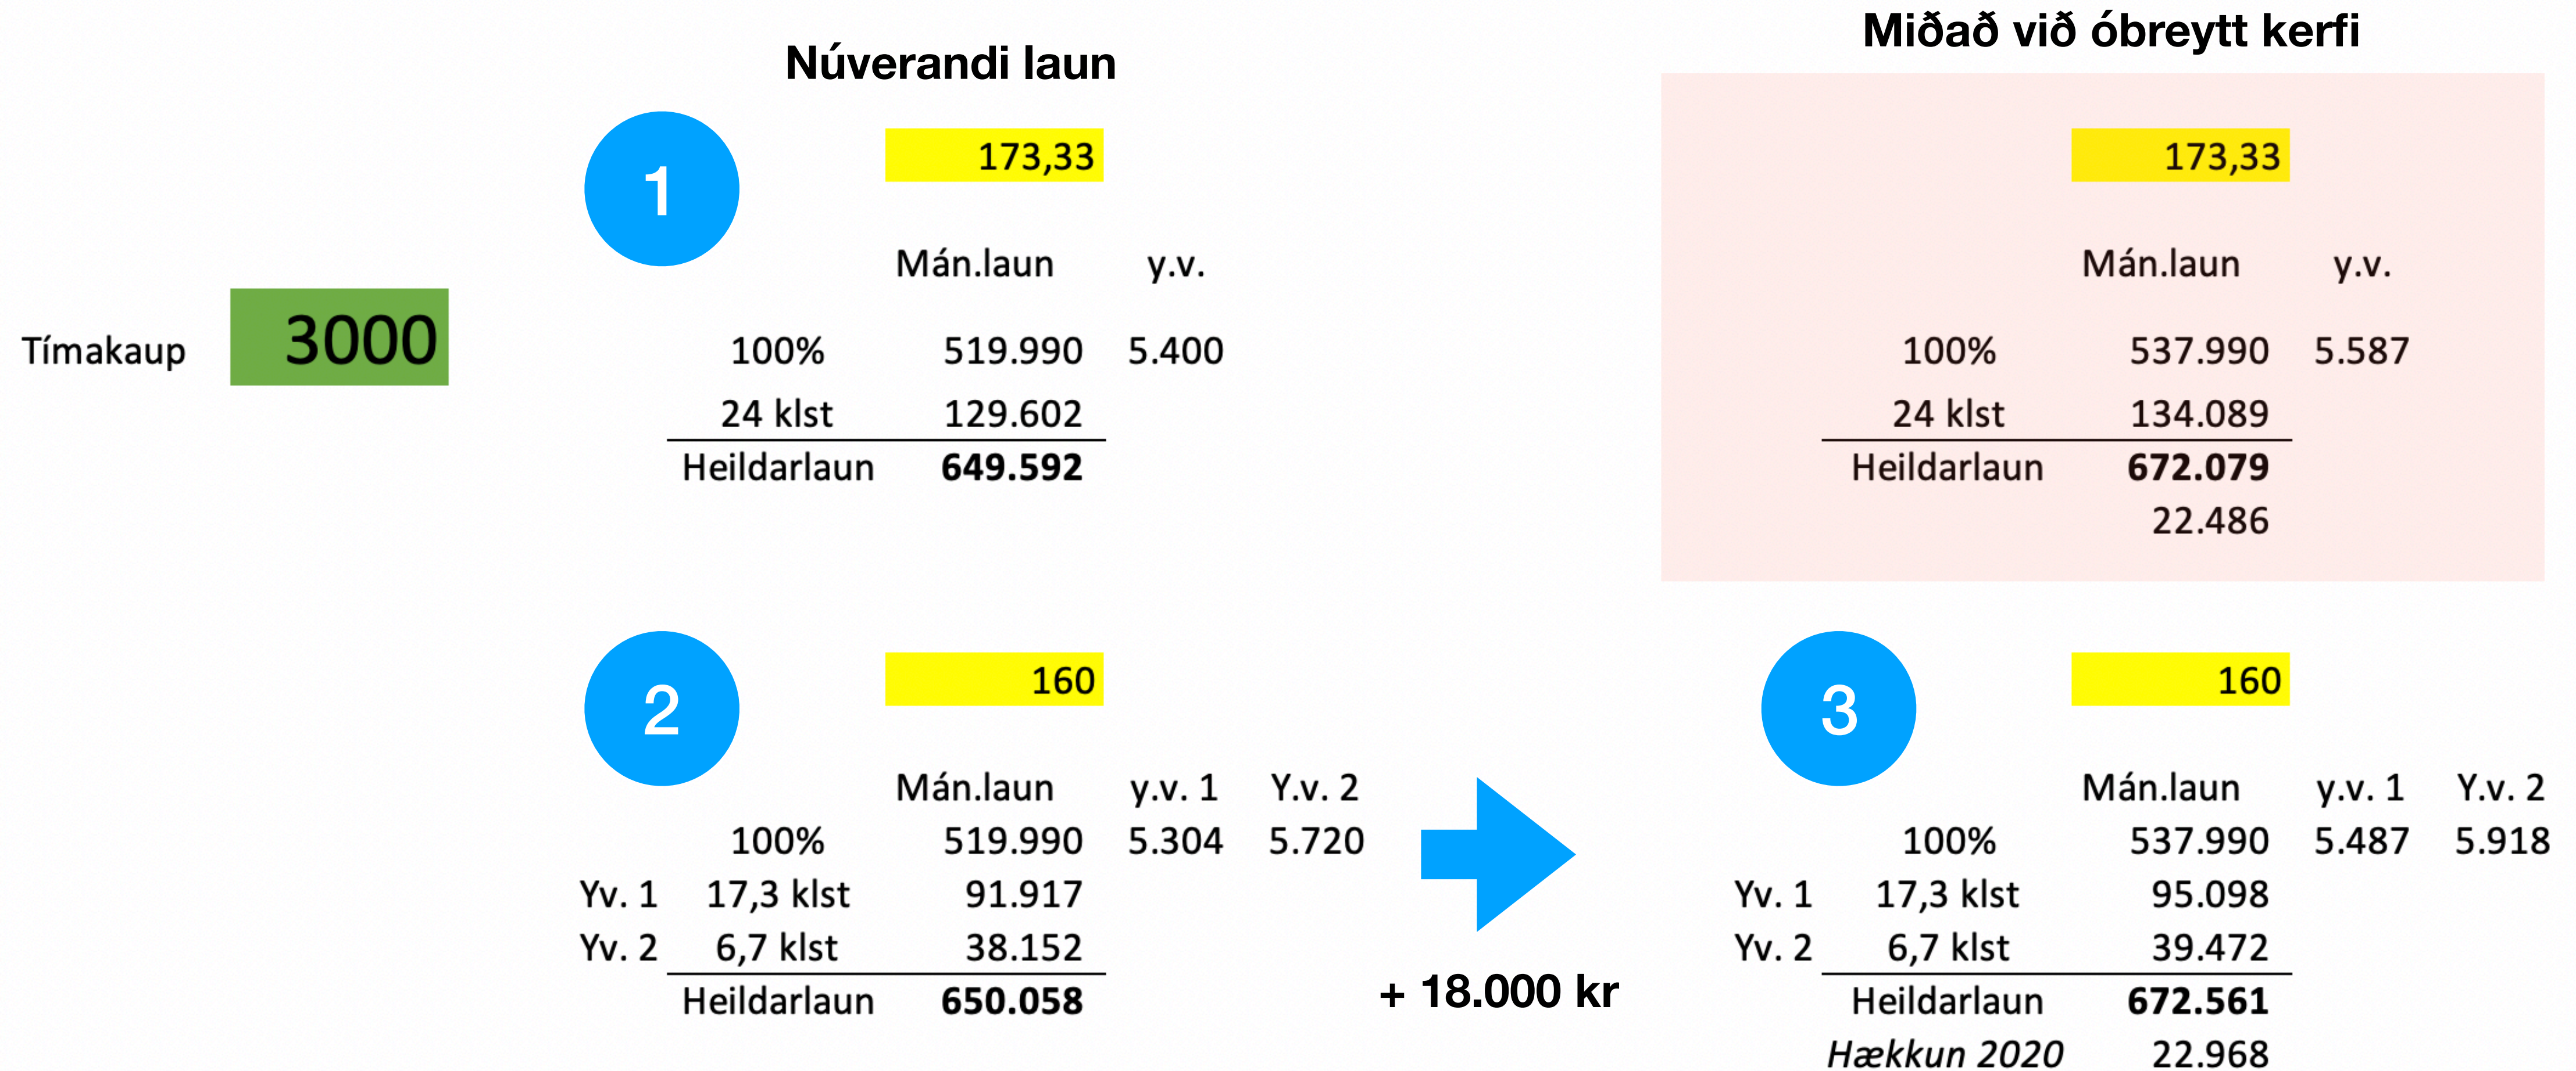 Núverandi laun
1
173,33
Mán.laun y.v.
Tímakaup 3000
100% 519.990 5.400
24 klst 129.602
Heildarlaun 649.592
Miðað við óbreytt kerfi
173,33
Mán.laun y.v.
100% 537.990 5.587
24 klst 134.089
Heildarlaun 672.079
22.486
2
160
Mán.laun y.v. 1 Y.v. 2
100% 519.990 5.304 5.720
Yv. 1 17,3 klst 91.917
Yv. 2 6,7 klst 38.152
Heildarlaun 650.058
+ 18.000 kr
3
160
Mán.laun y.v. 1 Y.v. 2
100% 537.990 5.487 5.918
Yv. 1 17,3 klst 95.098
Yv. 2 6,7 klst 39.472
Heildarlaun 672.561
Hækkun 2020 22.968